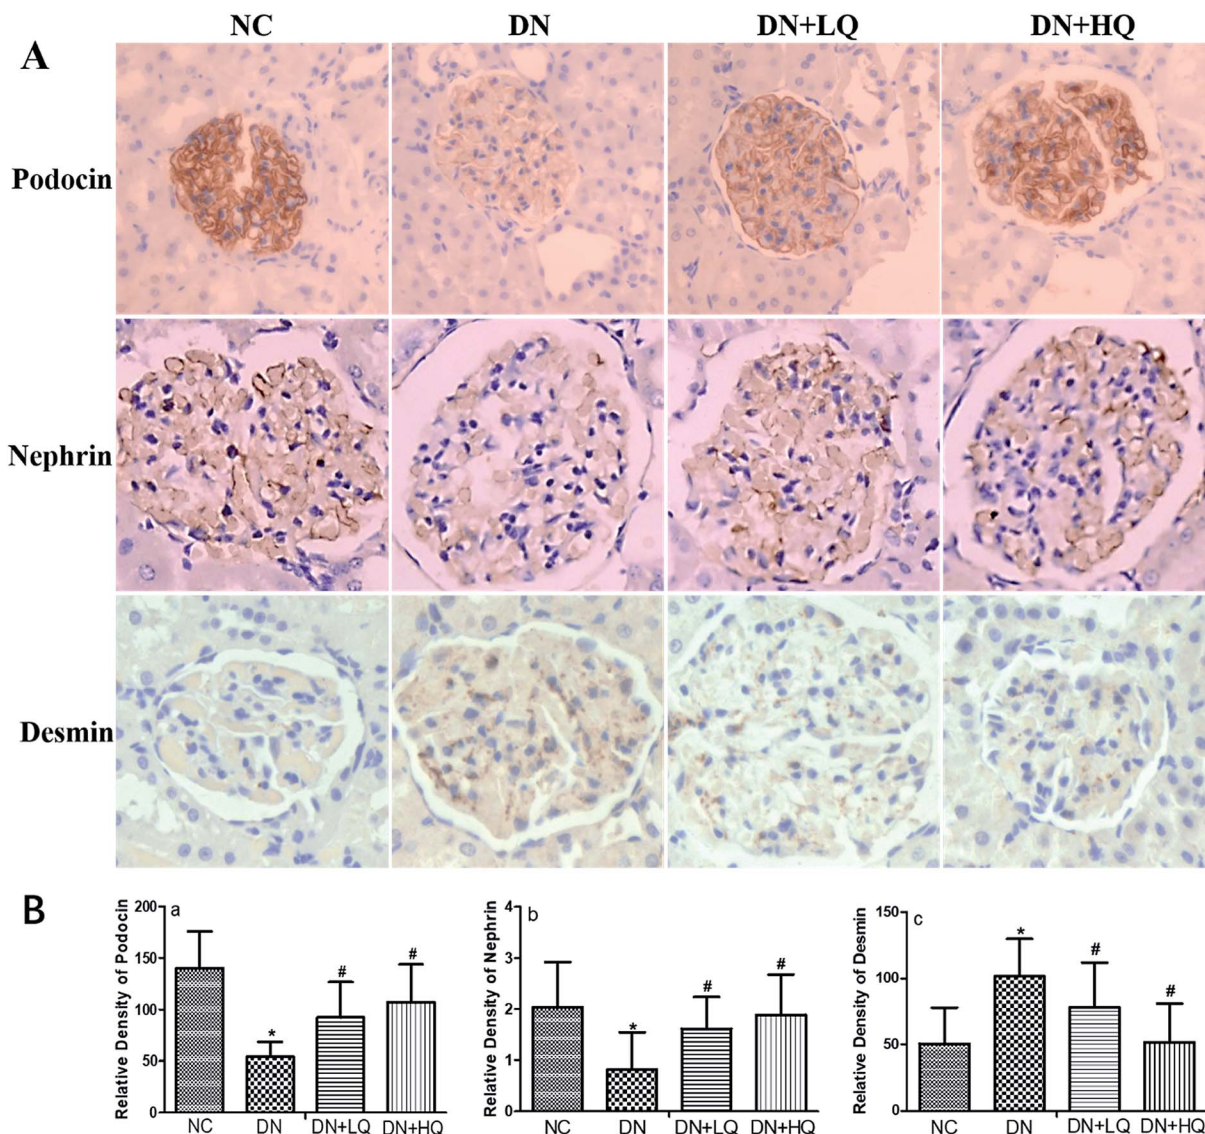 NC DN DN+LQ DN+HQ
A
Podocin
Nephrin
Desmin
B
a
Relative Density of Podocin
200
150
100
50
0
*
#
#
NC DN DN+LQ DN+HQ
b
Relative Density of Nephrin
4
3
2
1
0
*
#
#
NC DN DN+LQ DN+HQ
c
Relative Density of Desmin
150
100
50
0
*
#
#
NC DN DN+LQ DN+HQ